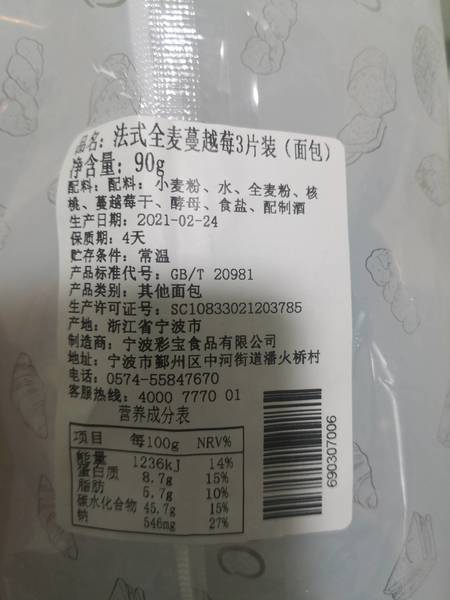 品名：法式全麦蔓越莓3片装（面包）
净含量：90g
配料：配料：小麦粉、水、全麦粉、核
桃、蔓越莓干、酵母、食盐、配制酒
生产日期：2021-02-24
保质期：4天
贮存条件：常温
产品标准代号：GB/T 20981
产品类别：其他面包
生产许可证号：SC10833021203785
产地：浙江省宁波市
制造商：宁波彩宝食品有限公司
地址：宁波市鄞州区中河街道潘火桥村
电话：0574-55847670
客服热线：4000 7770 01
营养成分表
项目 每100g NRV%
能量 1236kJ 14%
蛋白质 8.7g 15%
脂肪 5.7g 10%
碳水化合物 45.7g 15%
钠 546mg 27%
690307006